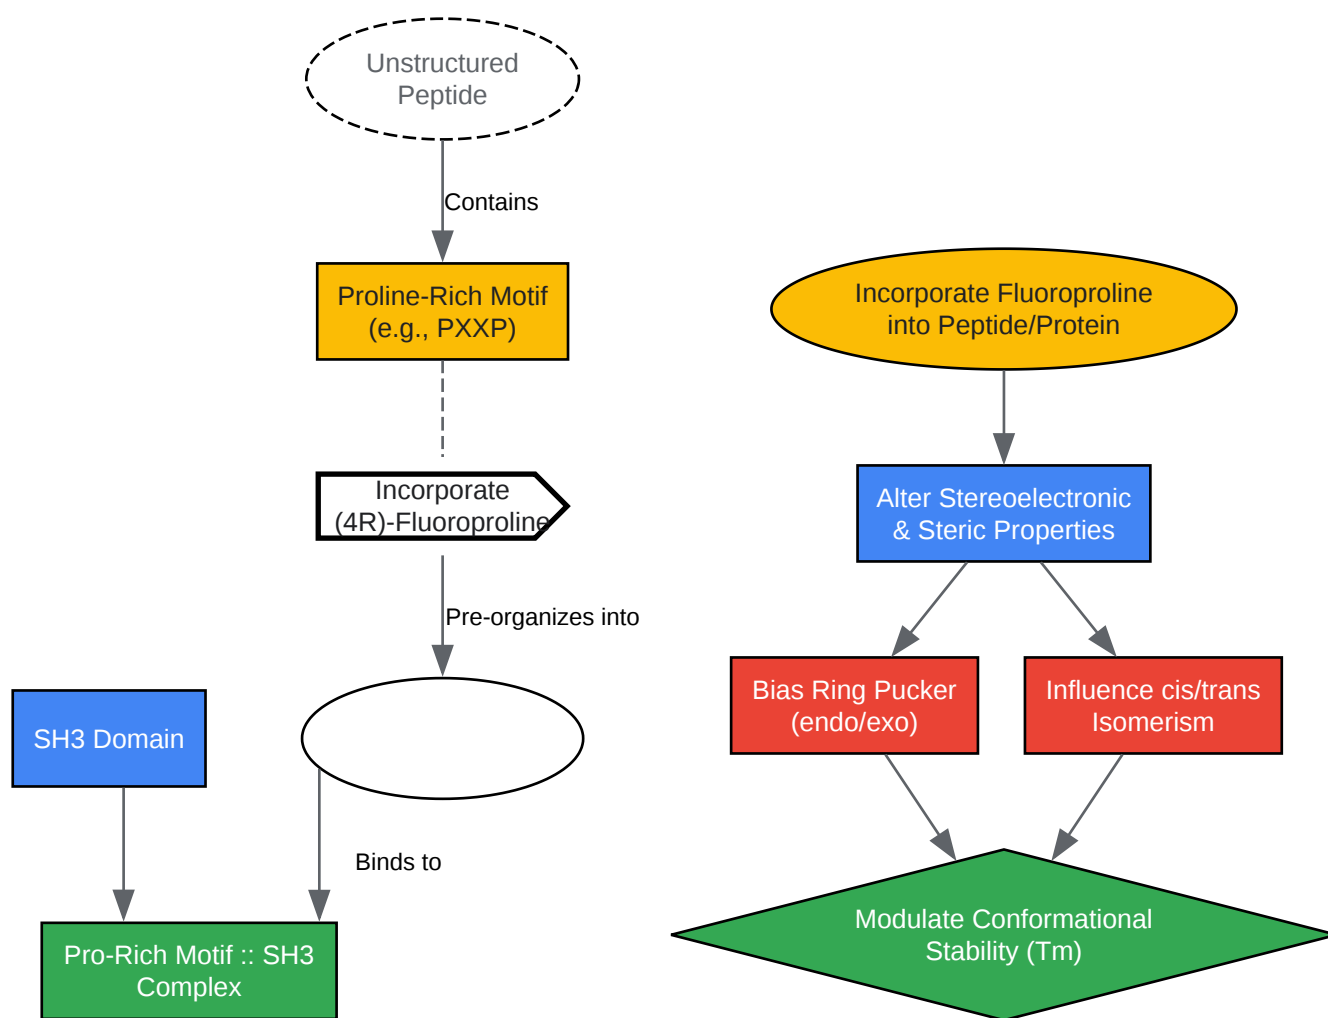 Unstructured
Peptide
Contains
Proline-Rich Motif
(e.g., PXXP)
Incorporate
(4R)-Fluoroproline
Pre-organizes into
SH3 Domain
Binds to
Pro-Rich Motif :: SH3
Complex
Incorporate Fluoroproline
into Peptide/Protein
Alter Stereoelectronic
& Steric Properties
Bias Ring Pucker
(endo/exo)
Influence cis/trans
Isomerism
Modulate Conformational
Stability (Tm)